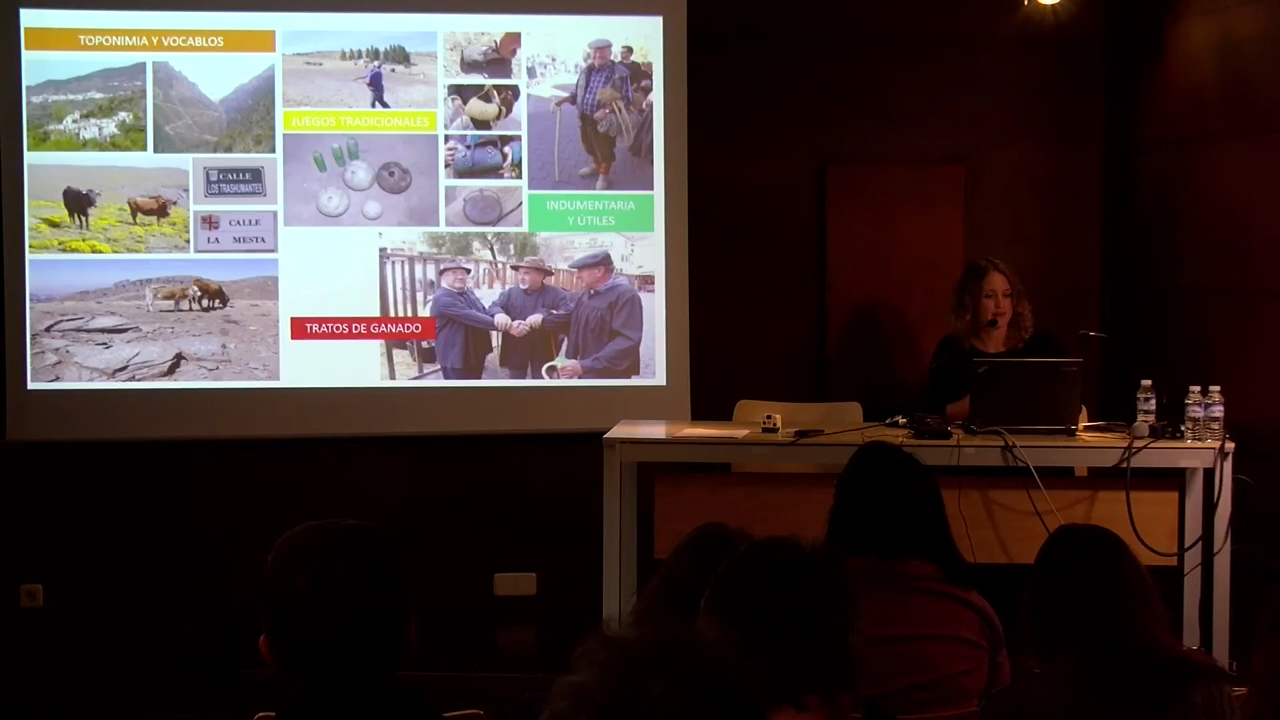 TOPONIMIA Y VOCABLOS
JUEGOS TRADICIONALES
CALLE
LOS TRASHUMANTES
CALLE
LA MESTA
INDUMENTARIA
Y ÚTILES
TRATOS DE GANADO